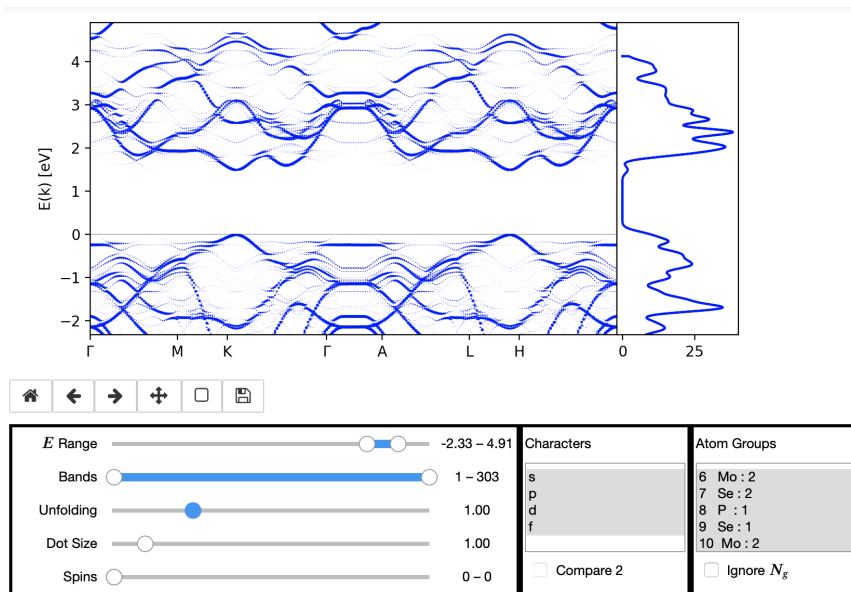 E(k) [eV]
4
3
2
1
0
−1
−2
Γ M K Γ A L H 0 25
E Range -2.33 – 4.91
Bands 1 – 303
Unfolding 1.00
Dot Size 1.00
Spins 0 – 0
Characters
s
p
d
f
Compare 2
Atom Groups
6 Mo : 2
7 Se : 2
8 P : 1
9 Se : 1
10 Mo : 2
Ignore Ng